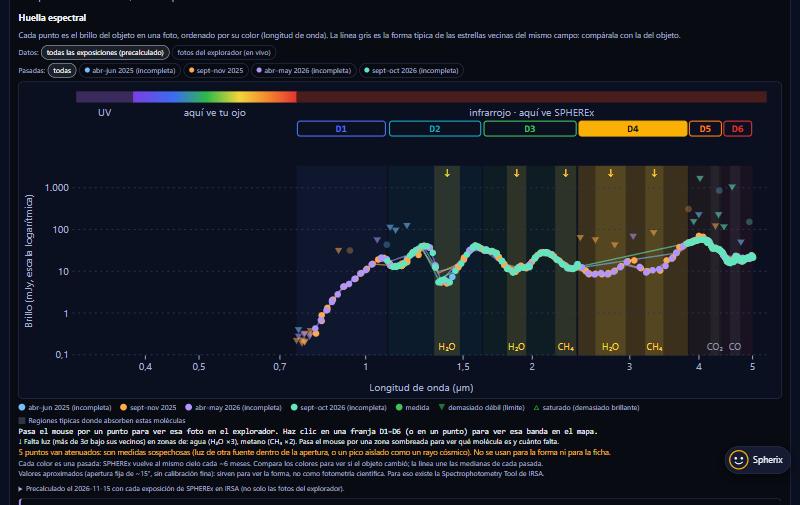 Huella espectral
Cada punto es el brillo del objeto en una foto, ordenado por su color (longitud de onda). La línea gris es la forma típica de las estrellas vecinas del mismo campo: compárala con la del objeto.
Datos: todas las exposiciones (precalculado) fotos del explorador (en vivo)
Pasadas: todas abr-jun 2025 (incompleta) sept-nov 2025 abr-may 2026 (incompleta) sept-oct 2026 (incompleta)
UV aquí ve tu ojo infrarrojo · aquí ve SPHEREx
D1 D2 D3 D4 D5 D6
↓ ↓ ↓ ↓ ↓
Brillo (mJy, escala logarítmica)
1.000
100
10
1
0,1
H₂O H₂O CH₄ H₂O CH₄ CO₂ CO
0,4 0,5 0,7 1 1,5 2 3 4 5
Longitud de onda (µm)
abr-jun 2025 (incompleta) sept-nov 2025 abr-may 2026 (incompleta) sept-oct 2026 (incompleta) medida demasiado débil (límite) saturado (demasiado brillante)
Regiones típicas donde absorben estas moléculas
Pasa el mouse por un punto para ver su foto en el explorador. Haz clic en una franja D1–D6 (o en un punto) para ver esa banda en el mapa.
↓ Falta luz (más de 3σ bajo sus vecinos) en zonas de: agua (H₂O ×3), metano (CH₄ ×2). Pasa el mouse por una zona sombreada para ver qué molécula es y cuánto falta.
5 puntos van atenuados: son medidas sospechosas (luz de otra fuente dentro de la apertura, o un pico aislado como un rayo cósmico). No se usan para la forma ni para la ficha.
Cada color es una pasada: SPHEREx vuelve al mismo cielo cada ~6 meses. Compara los colores para ver si el objeto cambió; la línea une las medianas de cada pasada.
Valores aproximados (apertura fija de ~15", sin calibración fina): sirven para ver la forma, no como fotometría científica. Para eso existe la Spectrophotometry Tool de IRSA.
▸ Precalculado el 2026-11-15 con cada exposición de SPHEREx en IRSA (no solo las fotos del explorador).
Spherix